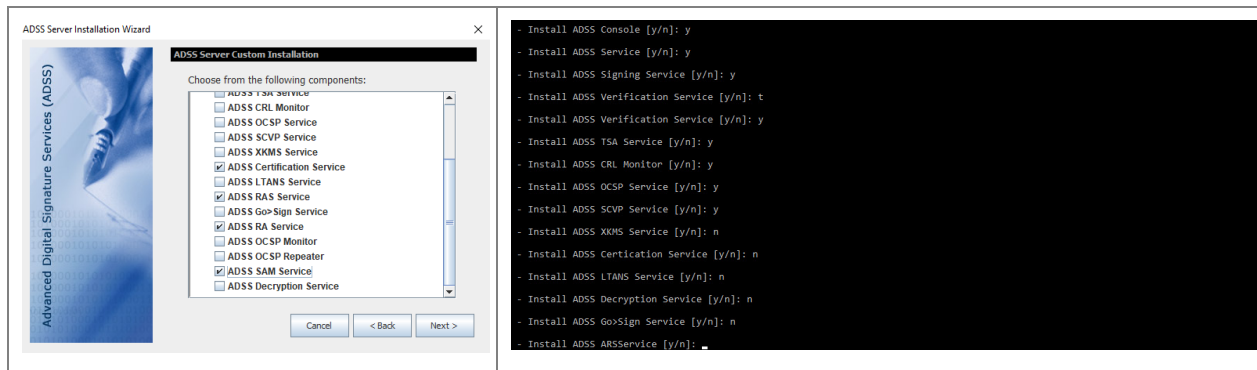 ADSS Server Installation Wizard
Advanced Digital Signature Services (ADSS)
ADSS Server Custom Installation
Choose from the following components:
ADSS TSA Service
ADSS CRL Monitor
ADSS OCSP Service
ADSS SCVP Service
ADSS XKMS Service
ADSS Certification Service
ADSS LTANS Service
ADSS RAS Service
ADSS Go>Sign Service
ADSS RA Service
ADSS OCSP Monitor
ADSS OCSP Repeater
ADSS SAM Service
ADSS Decryption Service
Cancel
< Back
Next >
- Install ADSS Console [y/n]: y
- Install ADSS Service [y/n]: y
- Install ADSS Signing Service [y/n]: y
- Install ADSS Verification Service [y/n]: t
- Install ADSS Verification Service [y/n]: y
- Install ADSS TSA Service [y/n]: y
- Install ADSS CRL Monitor [y/n]: y
- Install ADSS OCSP Service [y/n]: y
- Install ADSS SCVP Service [y/n]: y
- Install ADSS XKMS Service [y/n]: n
- Install ADSS Certication Service [y/n]: n
- Install ADSS LTANS Service [y/n]: n
- Install ADSS Decryption Service [y/n]: n
- Install ADSS Go>Sign Service [y/n]: n
- Install ADSS ARSService [y/n]: